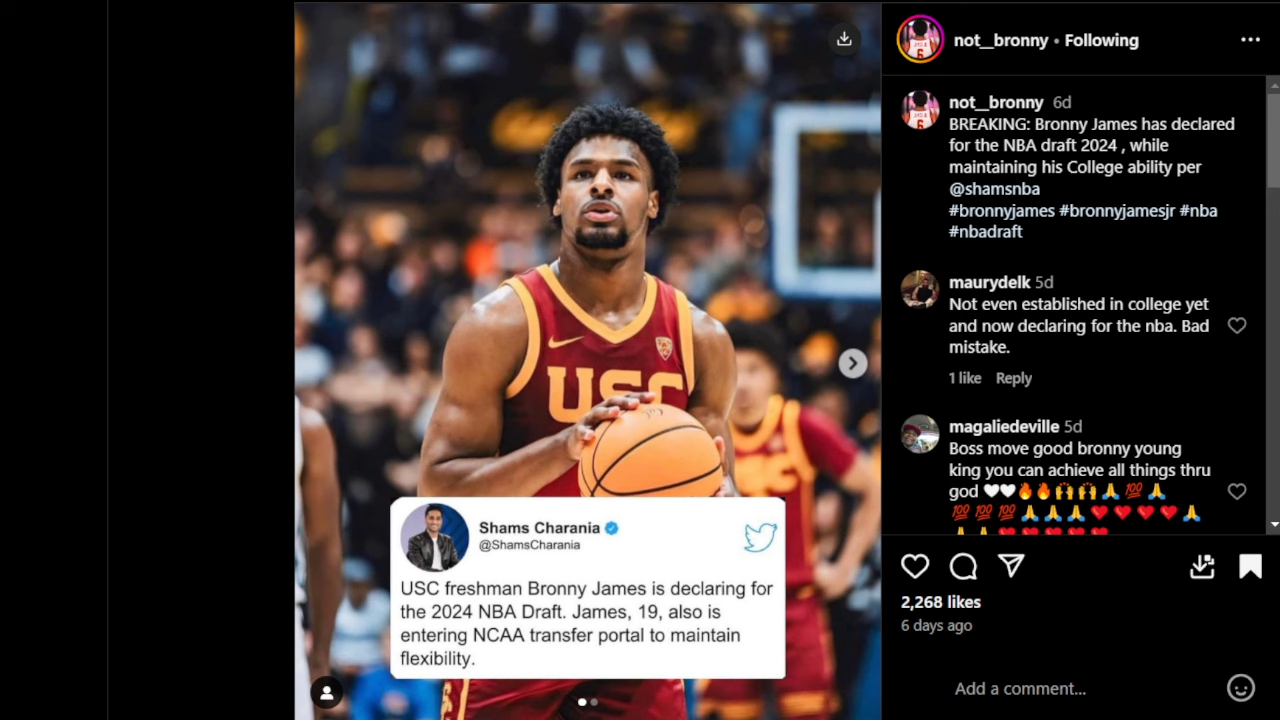 USC
Shams Charania
@ShamsCharania
USC freshman Bronny James is declaring for
the 2024 NBA Draft. James, 19, also is
entering NCAA transfer portal to maintain
flexibility.
not__bronny • Following
not__bronny 6d
BREAKING: Bronny James has declared
for the NBA draft 2024 , while
maintaining his College ability per
@shamsnba
#bronnyjames #bronnyjamesjr #nba
#nbadraft
maurydelk 5d
Not even established in college yet
and now declaring for the nba. Bad
mistake.
1 like Reply
magaliedeville 5d
Boss move good bronny young
king you can achieve all things thru
god 🤍🤍🔥🔥🙌🙌🙏💯🙏
💯💯💯🙏🙏🙏❤️❤️❤️❤️🙏
2,268 likes
6 days ago
Add a comment...